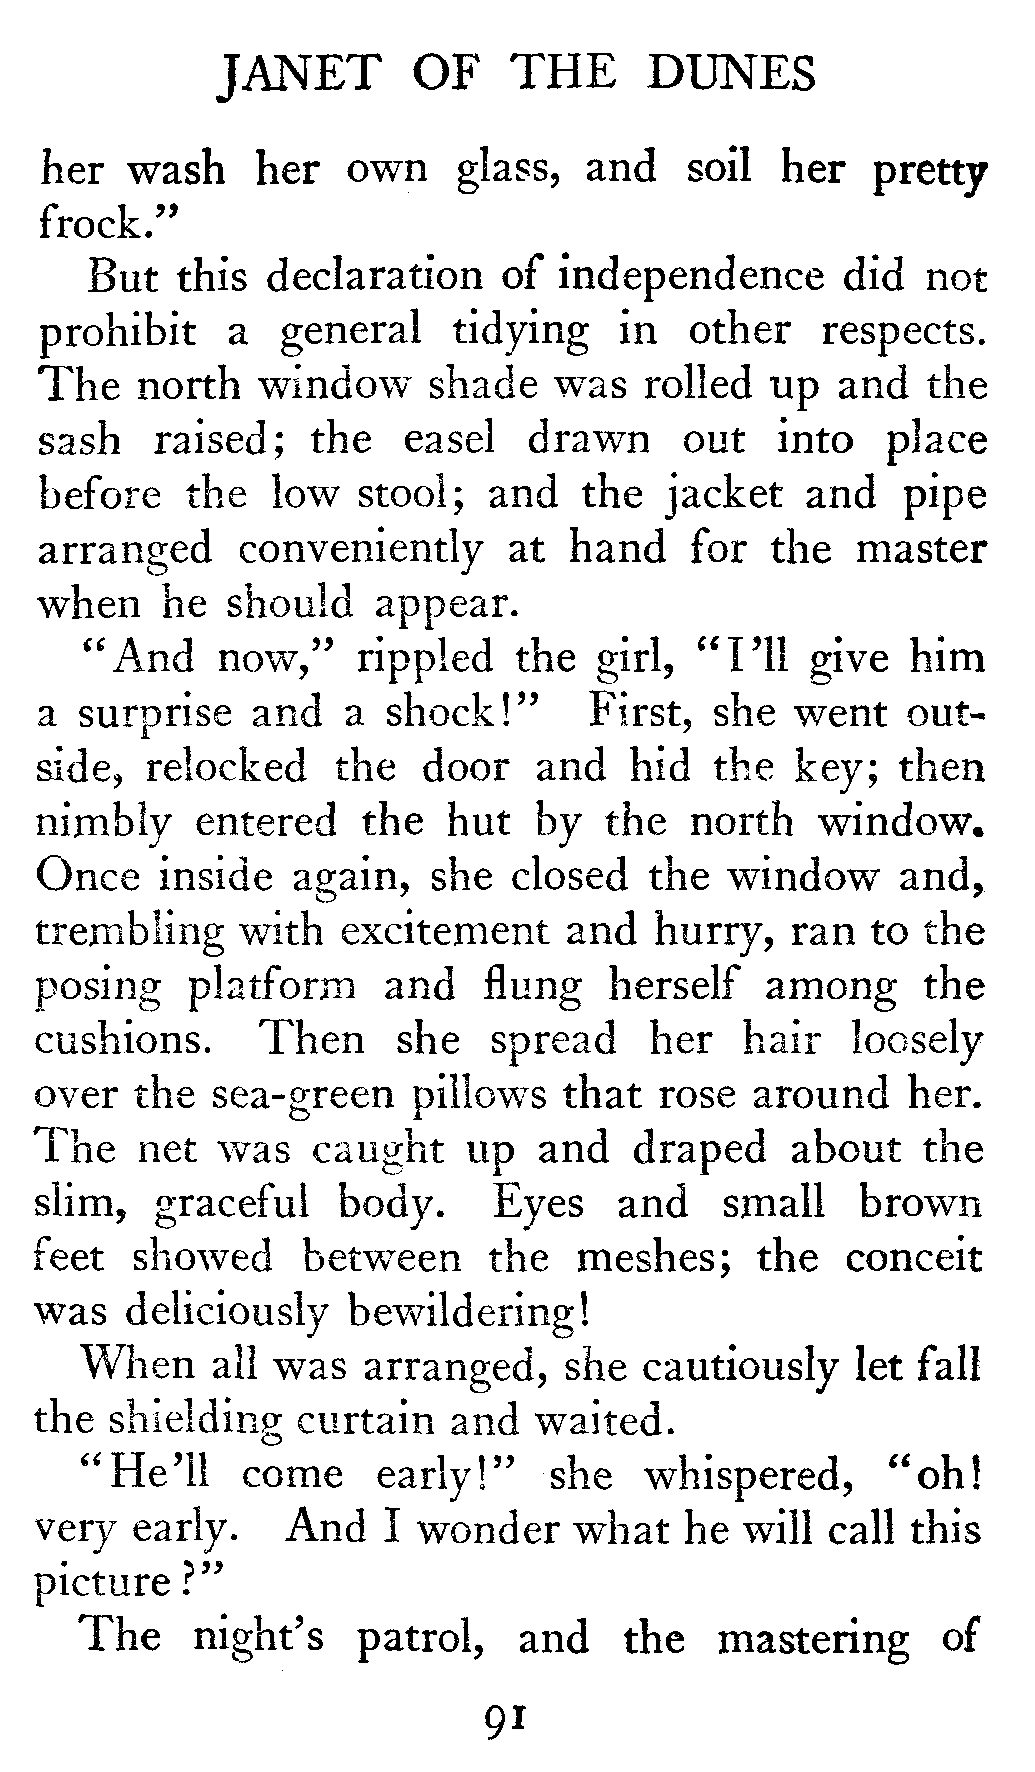 JANET OF THE DUNES
her wash her own glass, and soil her pretty
frock."
But this declaration of independence did not
prohibit a general tidying in other respects.
The north window shade was rolled up and the
sash raised; the easel drawn out into place
before the low stool; and the jacket and pipe
arranged conveniently at hand for the master
when he should appear.
"And now," rippled the girl, "I'll give him
a surprise and a shock!" First, she went out-
side, relocked the door and hid the key; then
nimbly entered the hut by the north window.
Once inside again, she closed the window and,
trembling with excitement and hurry, ran to the
posing platform and flung herself among the
cushions. Then she spread her hair loosely
over the sea-green pillows that rose around her.
The net was caught up and draped about the
slim, graceful body. Eyes and small brown
feet showed between the meshes; the conceit
was deliciously bewildering!
When all was arranged, she cautiously let fall
the shielding curtain and waited.
"He'll come early!" she whispered, "oh!
very early. And I wonder what he will call this
picture?"
The night's patrol, and the mastering of
91